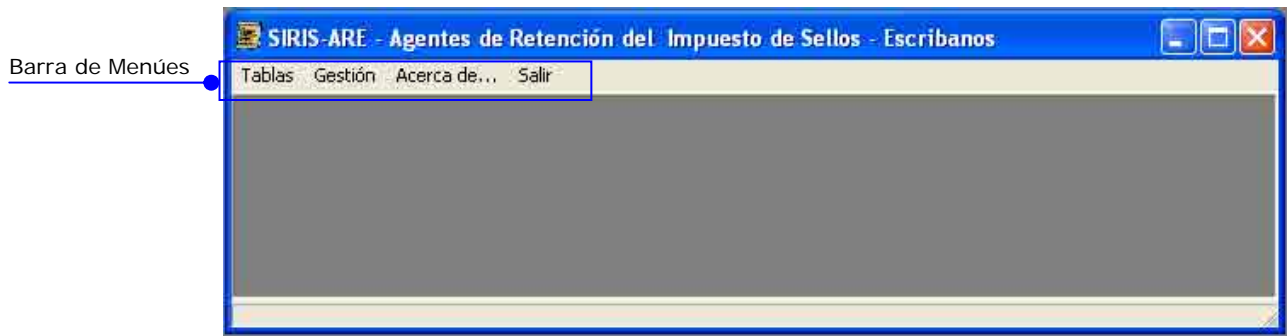 SIRIS-ARE - Agentes de Retención del Impuesto de Sellos - Escribanos
Barra de Menúes
Tablas Gestión Acerca de... Salir